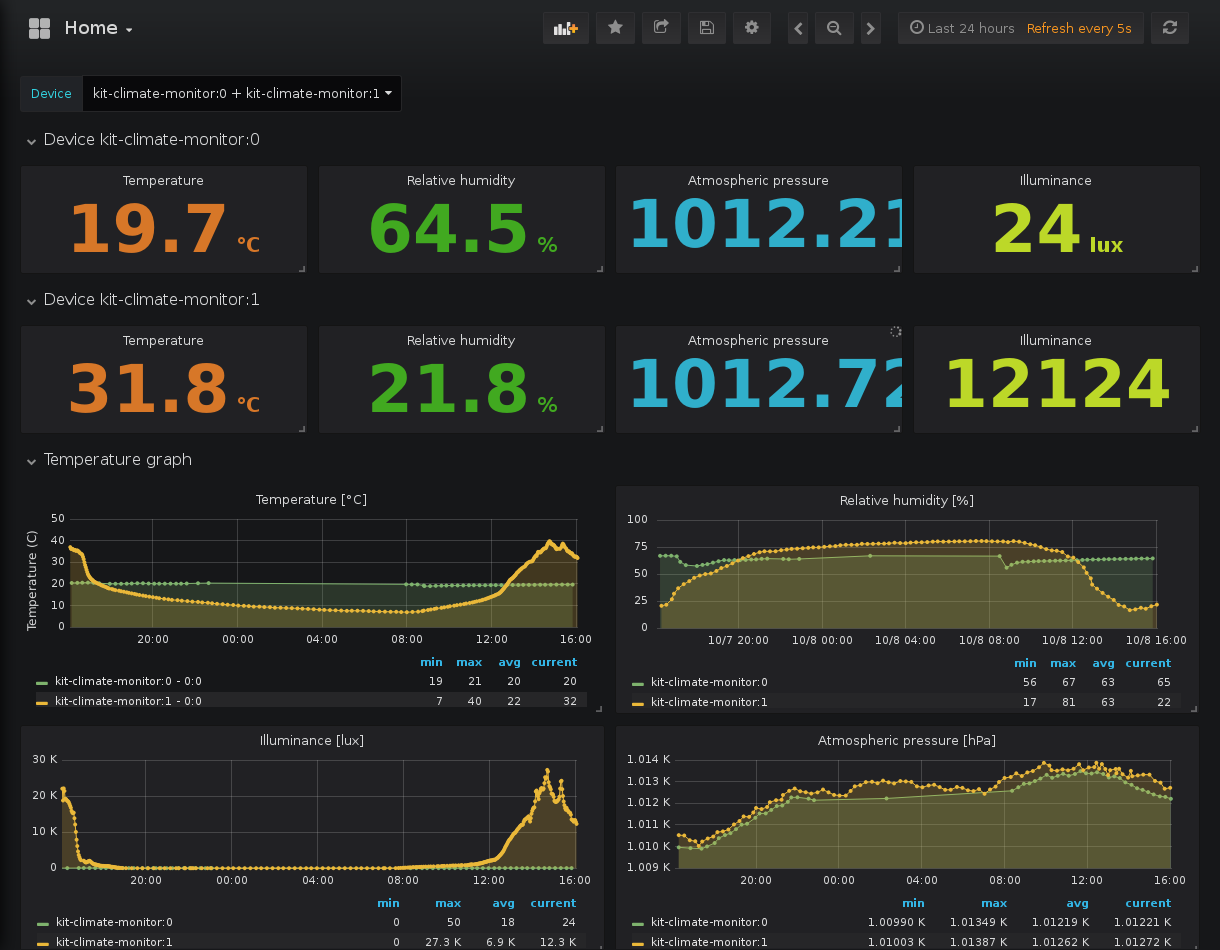 Home
Last 24 hours Refresh every 5s
Device kit-climate-monitor:0 + kit-climate-monitor:1
Device kit-climate-monitor:0
Temperature Relative humidity Atmospheric pressure Illuminance
19.7 °C 64.5 % 1012.21 24 lux
Device kit-climate-monitor:1
Temperature Relative humidity Atmospheric pressure Illuminance
31.8 °C 21.8 % 1012.72 12124
Temperature graph
Temperature [°C]
Temperature (C)
50
40
30
20
10
0
20:00 00:00 04:00 08:00 12:00 16:00
min max avg current
kit-climate-monitor:0 - 0:0 19 21 20 20
kit-climate-monitor:1 - 0:0 7 40 22 32
Relative humidity [%]
100
75
50
25
0
10/7 20:00 10/8 00:00 10/8 04:00 10/8 08:00 10/8 12:00 10/8 16:00
min max avg current
kit-climate-monitor:0 56 67 63 65
kit-climate-monitor:1 17 81 63 22
Illuminance [lux]
30 K
20 K
10 K
0
20:00 00:00 04:00 08:00 12:00 16:00
min max avg current
kit-climate-monitor:0 0 50 18 24
kit-climate-monitor:1 0 27.3 K 6.9 K 12.3 K
Atmospheric pressure [hPa]
1.014 K
1.013 K
1.012 K
1.011 K
1.010 K
1.009 K
20:00 00:00 04:00 08:00 12:00 16:00
min max avg current
kit-climate-monitor:0 1.00990 K 1.01349 K 1.01219 K 1.01221 K
kit-climate-monitor:1 1.01003 K 1.01387 K 1.01262 K 1.01272 K